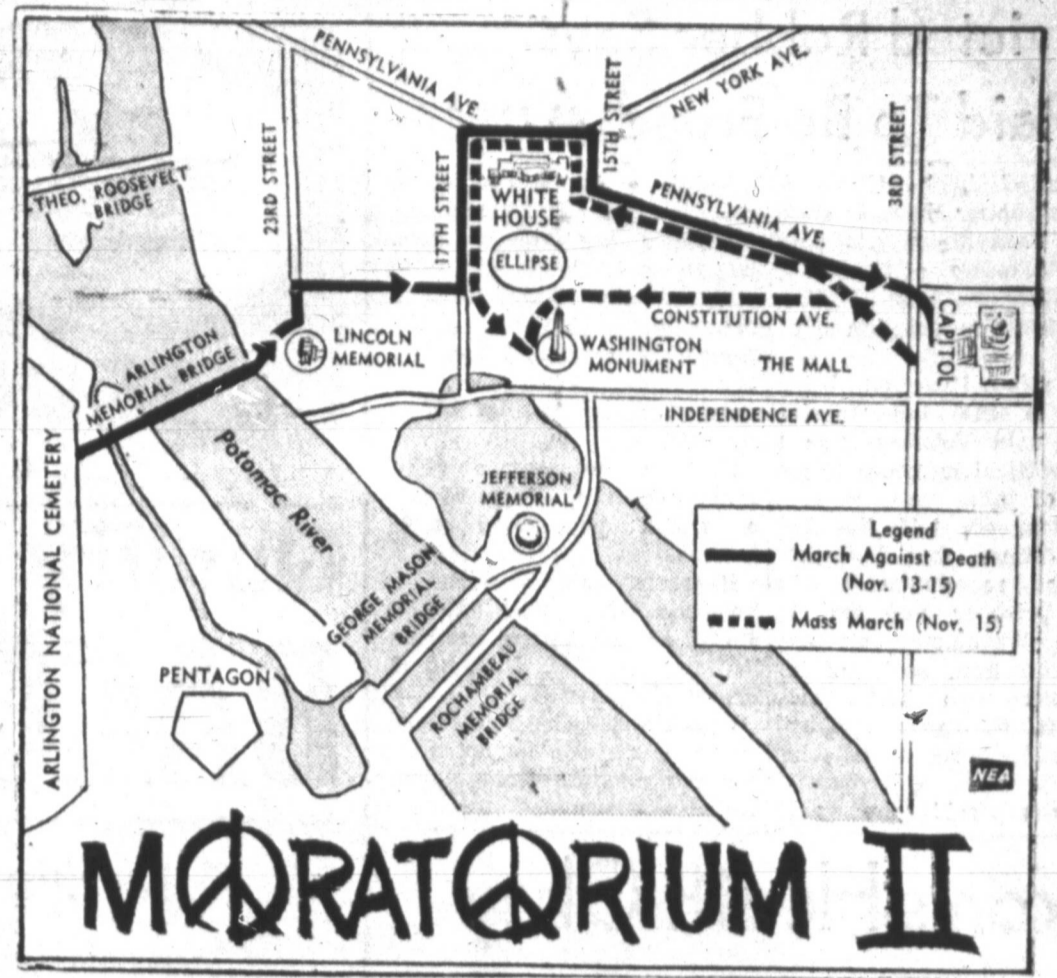 PENNSYLVANIA AVE.
15TH STREET
NEW YORK AVE.
23RD STREET
17TH STREET
3RD STREET
THEO. ROOSEVELT
BRIDGE
WHITE
HOUSE
PENNSYLVANIA AVE.
ELLIPSE
CONSTITUTION AVE.
CAPITOL
ARLINGTON
MEMORIAL BRIDGE
LINCOLN
MEMORIAL
WASHINGTON
MONUMENT
THE MALL
INDEPENDENCE AVE.
ARLINGTON NATIONAL CEMETERY
Potomac River
JEFFERSON
MEMORIAL
Legend
March Against Death
(Nov. 13-15)
Mass March (Nov. 15)
GEORGE MASON
MEMORIAL
BRIDGE
ROCHAMBEAU
MEMORIAL
BRIDGE
PENTAGON
NEA
MORATORIUM II